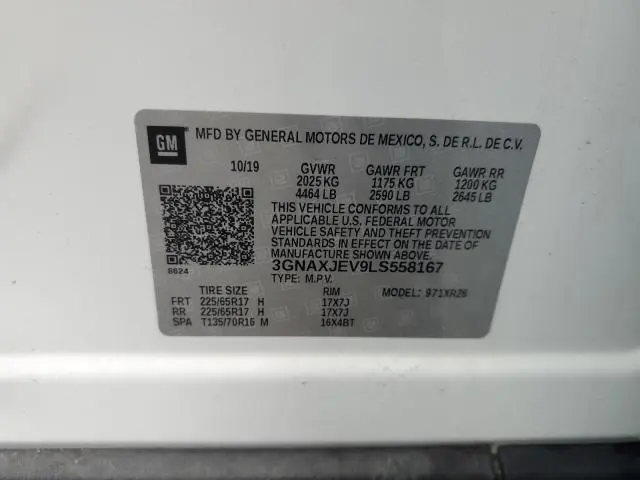 GM
MFD BY GENERAL MOTORS DE MEXICO, S. DE R.L. DE C.V.
10/19 GVWR GAWR FRT GAWR RR
2025 KG 1175 KG 1200 KG
4464 LB 2590 LB 2645 LB
THIS VEHICLE CONFORMS TO ALL
APPLICABLE U.S. FEDERAL MOTOR
VEHICLE SAFETY AND THEFT PREVENTION
STANDARDS IN EFFECT ON THE DATE OF
MANUFACTURE SHOWN ABOVE.
8624 3GNAXJEV9LS558167
TYPE: M.P.V.
TIRE SIZE RIM MODEL: 971XR26
FRT 225/65R17 H 17X7J
RR 225/65R17 H 17X7J
SPA T135/70R16 M 16X4BT